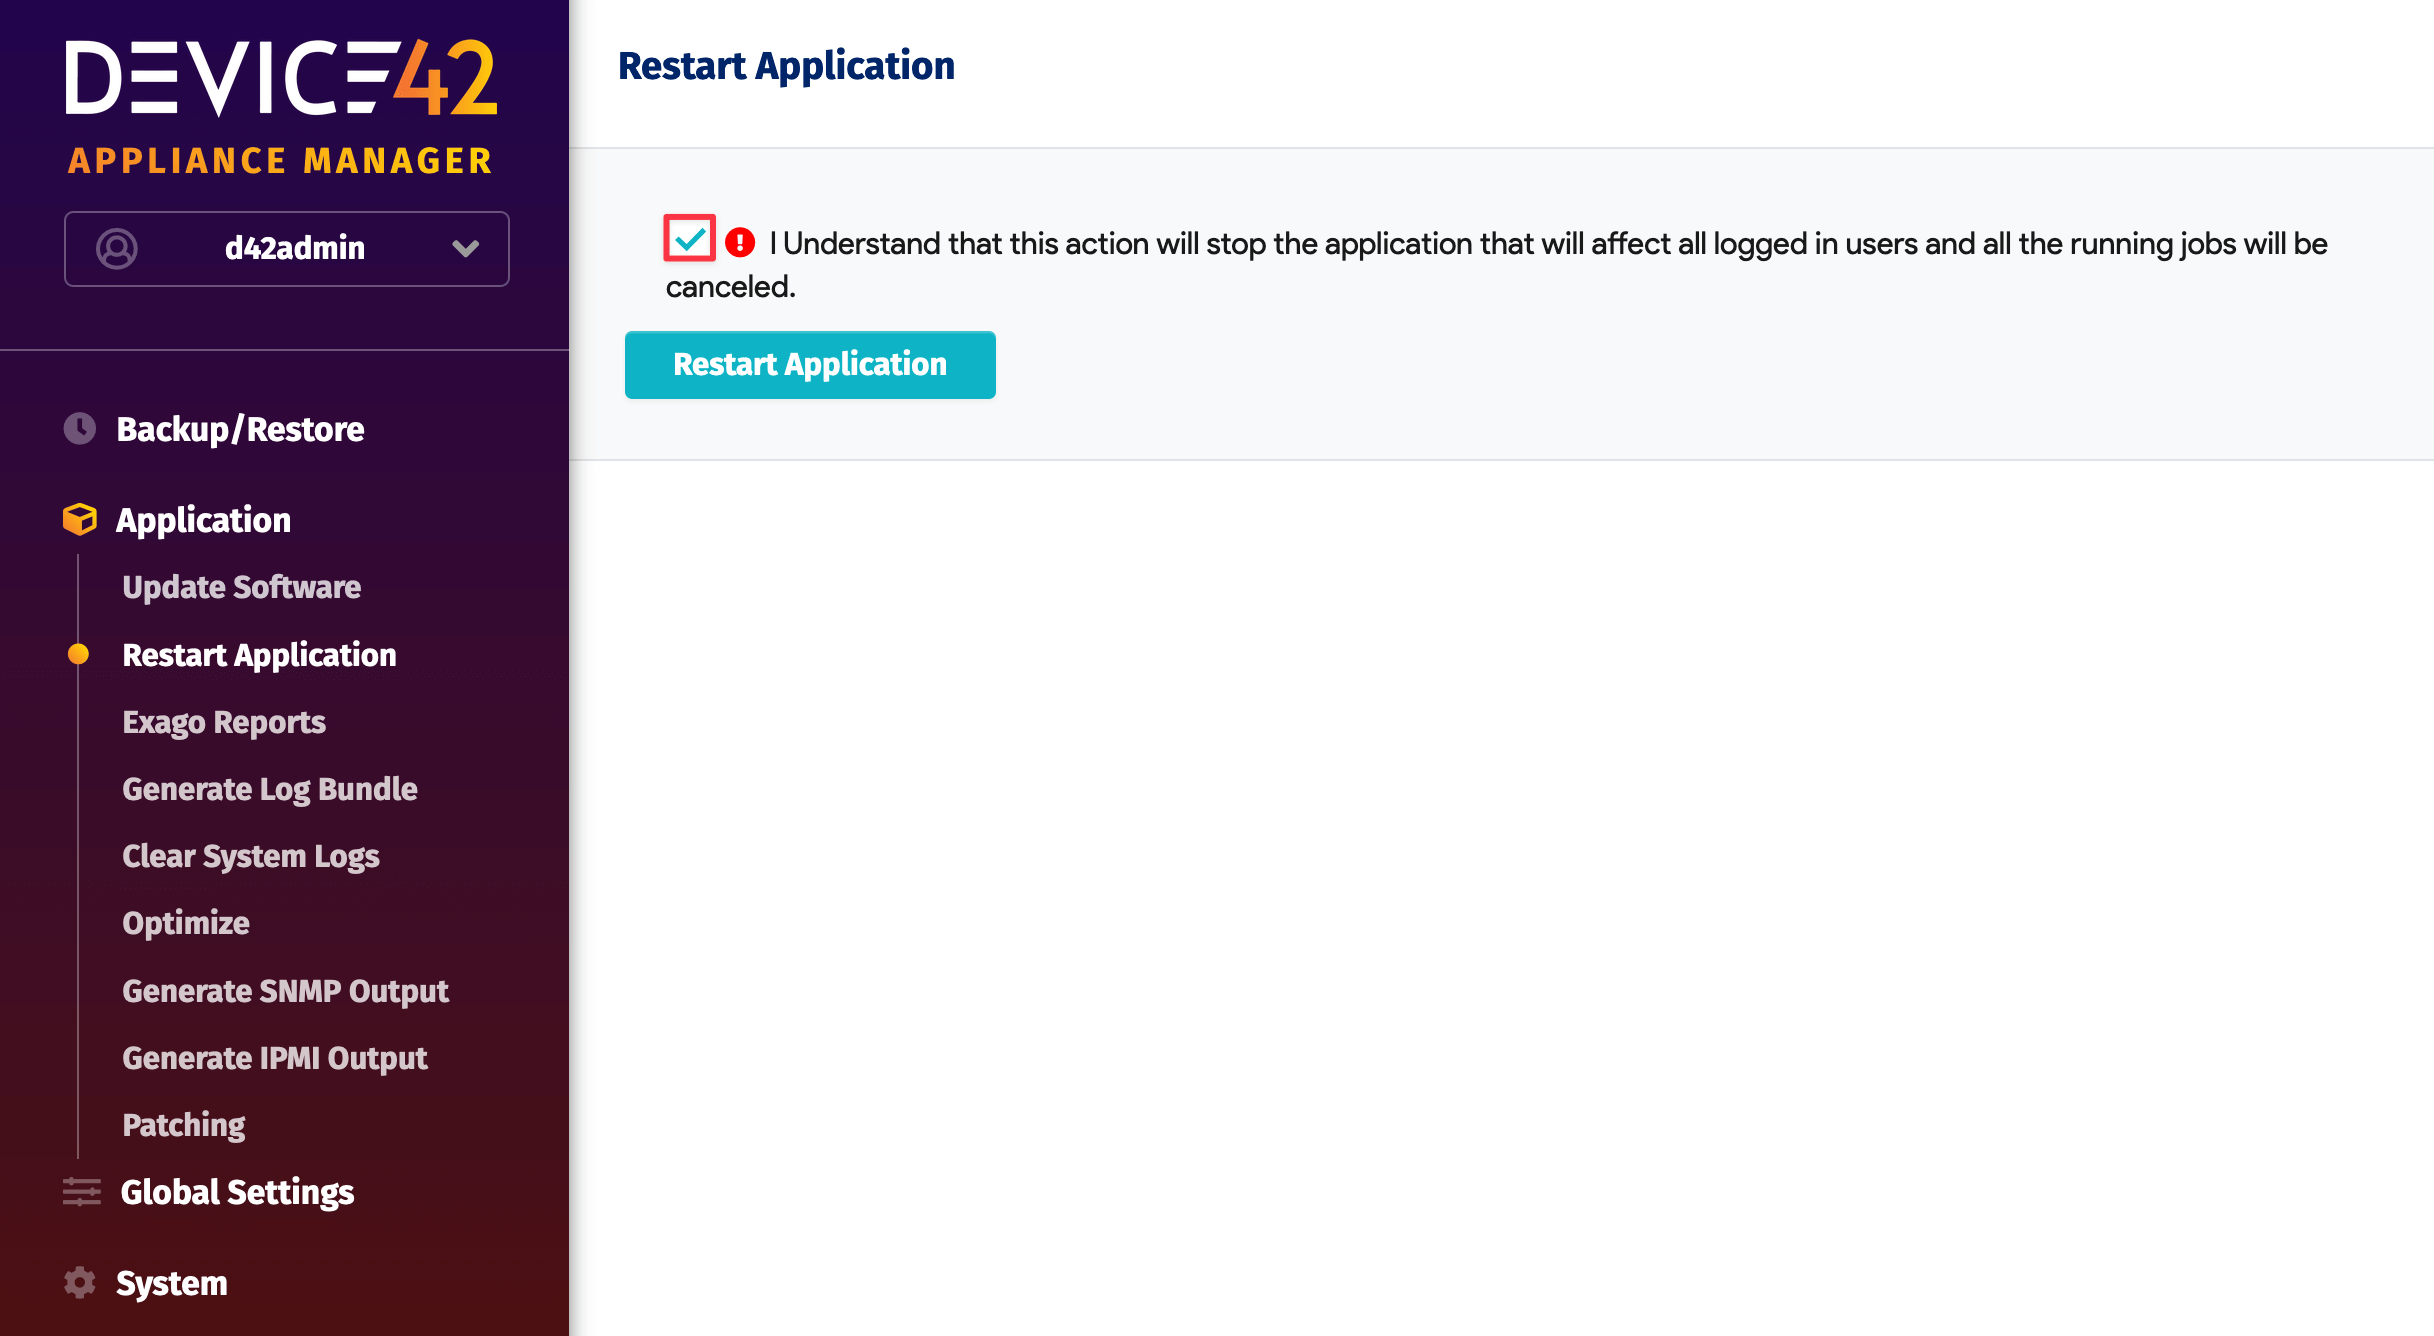 DEVICE42
APPLIANCE MANAGER
d42admin
Backup/Restore
Application
Update Software
Restart Application
Exago Reports
Generate Log Bundle
Clear System Logs
Optimize
Generate SNMP Output
Generate IPMI Output
Patching
Global Settings
System
Restart Application
I Understand that this action will stop the application that will affect all logged in users and all the running jobs will be
canceled.
Restart Application